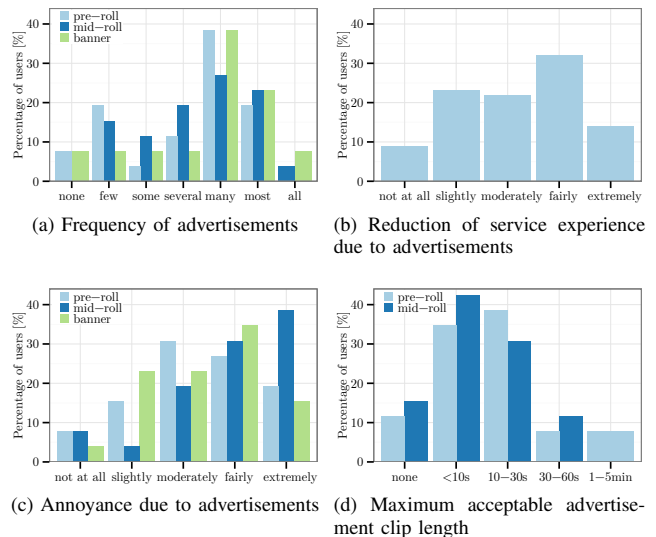 pre-roll
mid-roll
banner
Percentage of users [%]
40
30
20
10
0
none few some several many most all
(a) Frequency of advertisements
Percentage of users [%]
40
30
20
10
0
not at all slightly moderately fairly extremely
(b) Reduction of service experience
due to advertisements
pre-roll
mid-roll
banner
Percentage of users [%]
40
30
20
10
0
not at all slightly moderately fairly extremely
(c) Annoyance due to advertisements
pre-roll
mid-roll
Percentage of users [%]
40
30
20
10
0
none <10s 10-30s 30-60s 1-5min
(d) Maximum acceptable advertise-
ment clip length